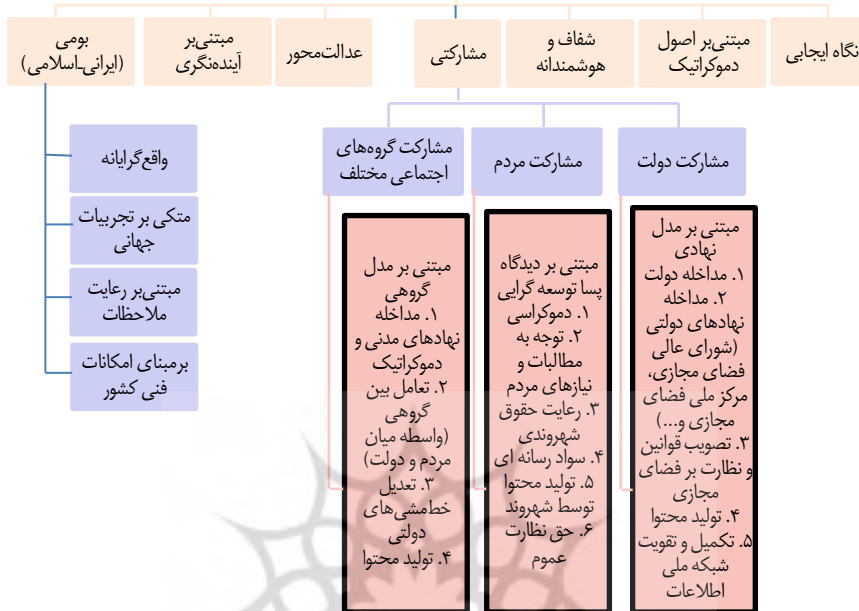 نگاه ایجابی
مبتنی‌بر اصول
دموکراتیک
شفاف و
هوشمندانه
مشارکتی
عدالت‌محور
مبتنی‌بر
آینده‌نگری
بومی
(ایرانی-اسلامی)
مشارکت دولت
مشارکت مردم
مشارکت گروه‌های
اجتماعی مختلف
مبتنی بر مدل
نهادی
۱. مداخله دولت
۲. مداخله
نهادهای دولتی
(شورای عالی
فضای مجازی،
مرکز ملی فضای
مجازی و...)
۳. تصویب قوانین
و نظارت بر فضای
مجازی
۴. تولید محتوا
۵. تکمیل و تقویت
شبکه ملی
اطلاعات
مبتنی بر دیدگاه
پسا توسعه گرایی
۱. دموکراسی
۲. توجه به
مطالبات و
نیازهای مردم
۳. رعایت حقوق
شهروندی
۴. سواد رسانه ای
۵. تولید محتوا
توسط شهروند
۶. حق نظارت
عموم
مبتنی بر مدل
گروهی
۱. مداخله
نهادهای مدنی و
دموکراتیک
۲. تعامل بین
گروهی
(واسطه میان
مردم و دولت)
۳. تعدیل
خط‌مشی‌های
دولتی
۴. تولید محتوا
واقع‌گرایانه
متکی بر تجربیات
جهانی
مبتنی‌بر رعایت
ملاحظات
برمبنای امکانات
فنی کشور